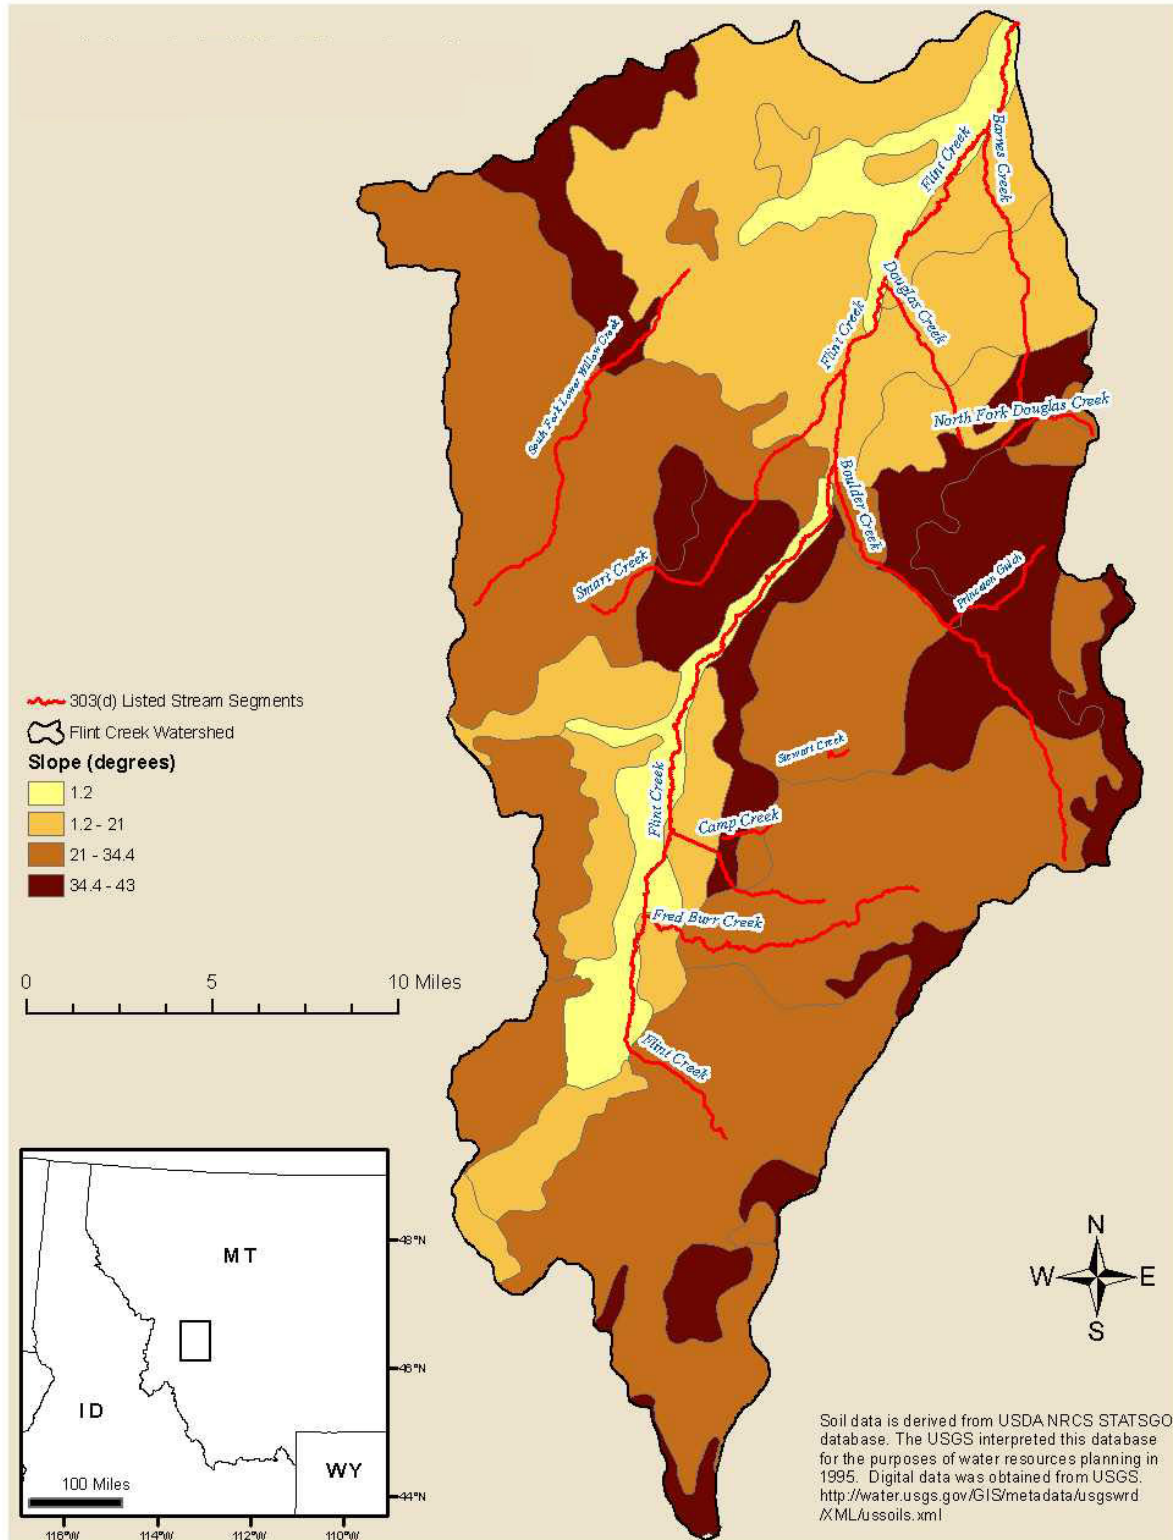 Barnes Creek
Flint Creek
Douglas Creek
Flint Creek
South Fork Lower Willow Creek
North Fork Douglas Creek
Boulder Creek
Smart Creek
Princeton Gulch
303(d) Listed Stream Segments
Flint Creek Watershed
Slope (degrees)
1.2
1.2 - 21
21 - 34.4
34.4 - 43
Stewart Creek
Flint Creek
Camp Creek
Fred Burr Creek
0 5 10 Miles
Flint Creek
N
W E
S
MT
ID
WY
48°N
46°N
44°N
100 Miles
116°W 114°W 112°W 110°W
Soil data is derived from USDA NRCS STATSGO
database. The USGS interpreted this database
for the purposes of water resources planning in
1995. Digital data was obtained from USGS.
http://water.usgs.gov/GIS/metadata/usgswrd
/XML/ussoils.xml